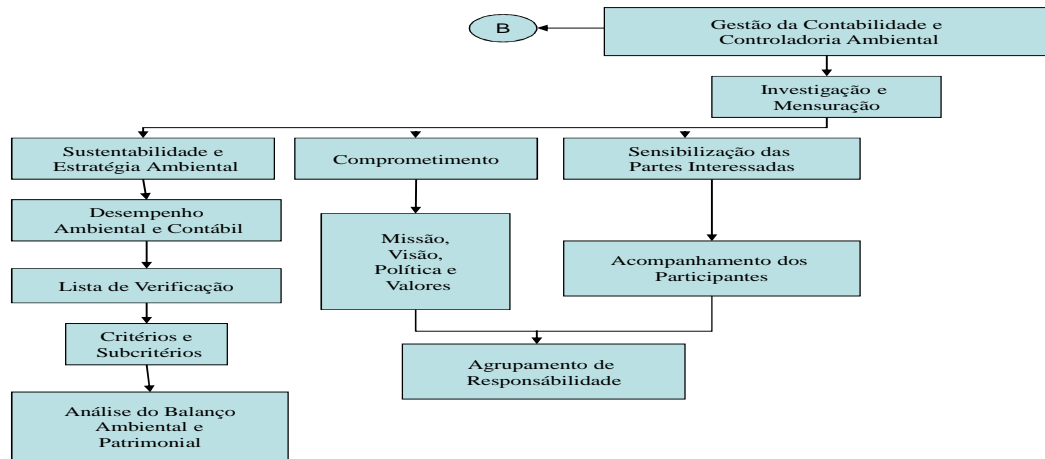 B
Gestão da Contabilidade e
Controladoria Ambiental
Investigação e
Mensuração
Sustentabilidade e
Estratégia Ambiental
Comprometimento
Sensibilização das
Partes Interessadas
Desempenho
Ambiental e Contábil
Missão,
Visão,
Política e
Valores
Acompanhamento dos
Participantes
Lista de Verificação
Critérios e
Subcritérios
Agrupamento de
Responsábilidade
Análise do Balanço
Ambiental e
Patrimonial